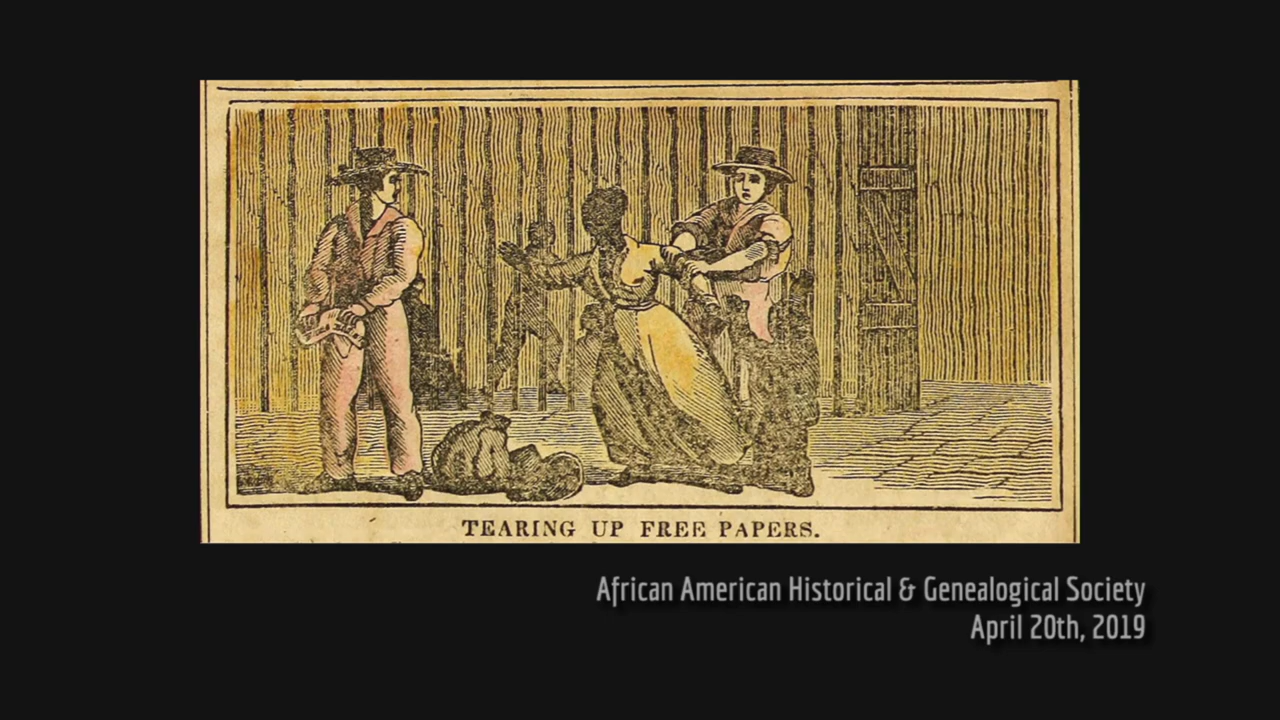 TEARING UP FREE PAPERS.
African American Historical & Genealogical Society
April 20th, 2019